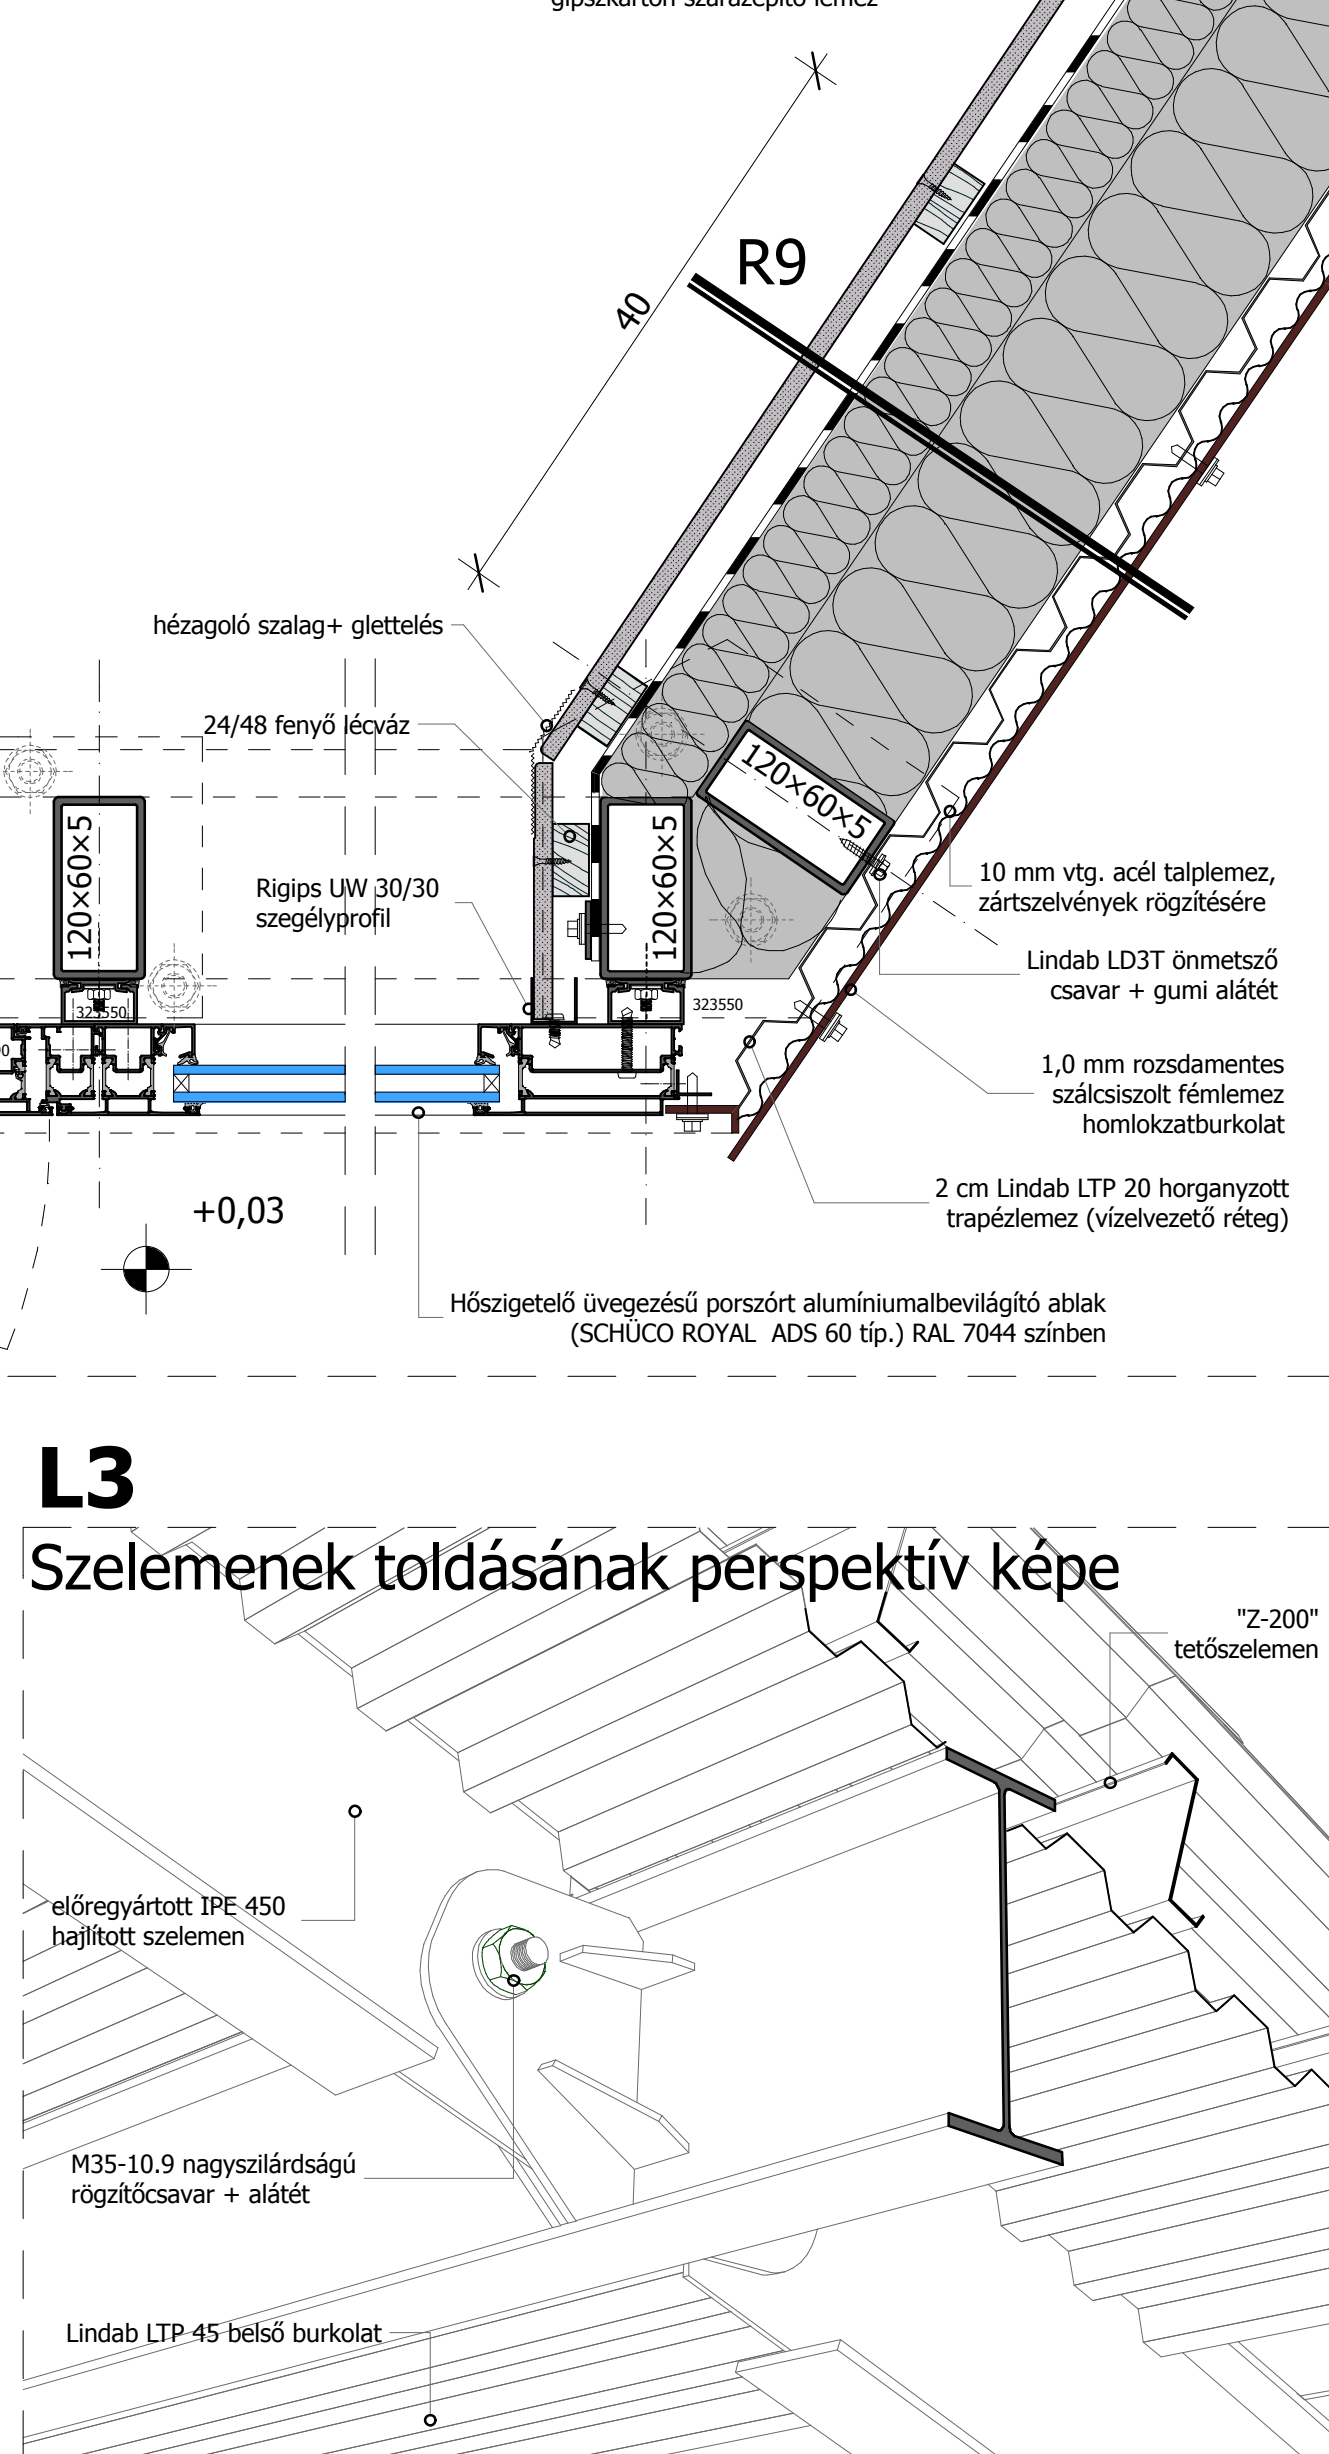 gipszkarton szárazépítő lemez
R9
40
hézagoló szalag+ glettelés
24/48 fenyő lécváz
120×60×5
120×60×5
120×60×5
Rigips UW 30/30
szegélyprofil
10 mm vtg. acél talplemez,
zártszelvények rögzítésére
Lindab LD3T önmetsző
csavar + gumi alátét
323550
323550
1,0 mm rozsdamentes
szálcsiszolt fémlemez
homlokzatburkolat
2 cm Lindab LTP 20 horganyzott
trapézlemez (vízelvezető réteg)
+0,03
Hőszigetelő üvegezésű porszórt alumíniumalbevilágító ablak
(SCHÜCO ROYAL ADS 60 típ.) RAL 7044 színben
L3
Szelemenek toldásának perspektív képe
"Z-200"
tetőszelemen
előregyártott IPE 450
hajlított szelemen
M35-10.9 nagyszilárdságú
rögzítőcsavar + alátét
Lindab LTP 45 belső burkolat